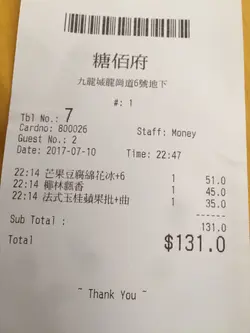 糖佰府
九龍城龍崗道6號地下
#: 1
Tbl No.: 7
Cardno: 800026 Staff: Money
Guest No.: 2
Date: 2017-07-10 Time: 22:47
22:14 芒果豆腐綿花冰+6 1 51.0
22:14 椰林飄香 1 45.0
22:14 法式玉桂蘋果批+曲 1 35.0
------
Sub Total : 131.0
Total $131.0
~ Thank You ~